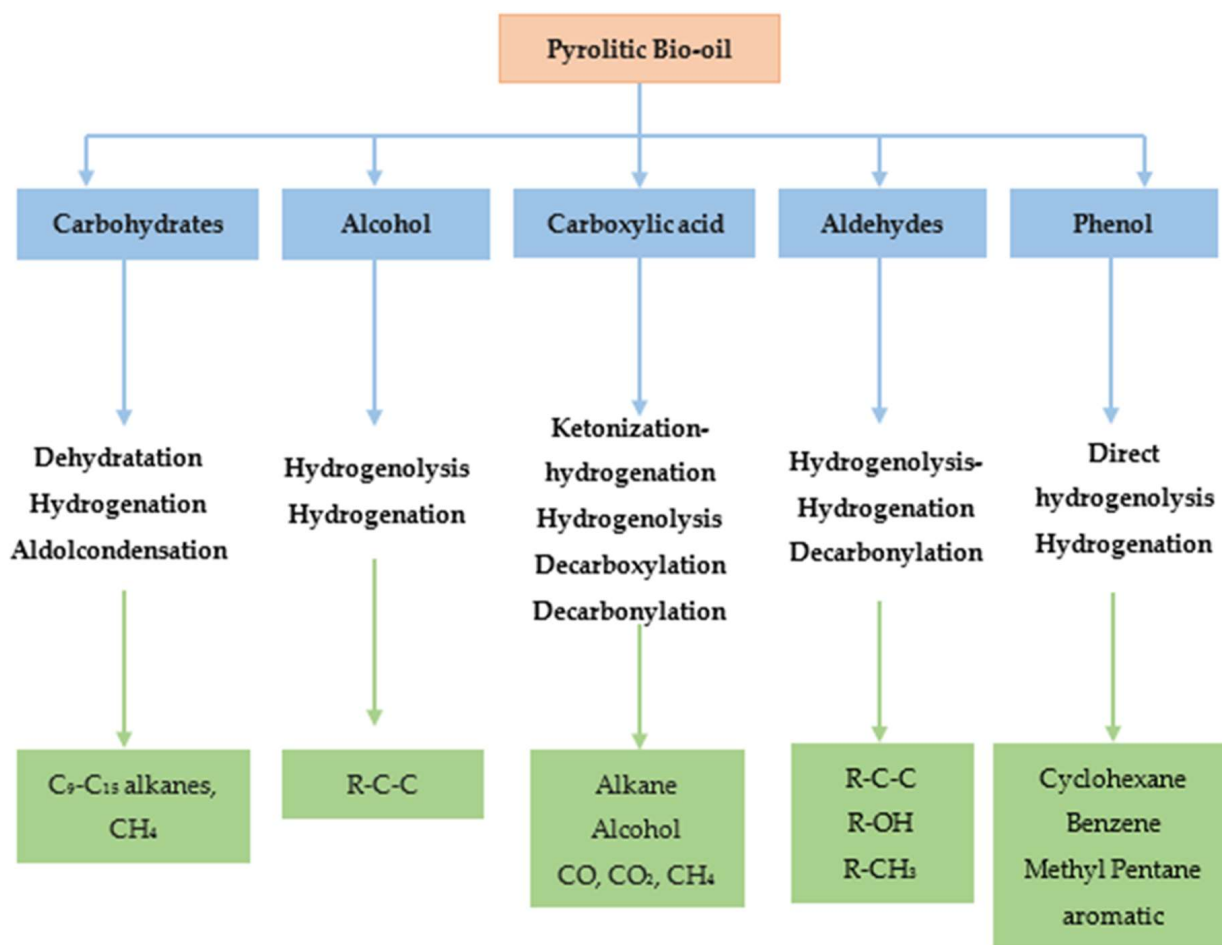 Pyrolitic Bio-oil
Carbohydrates
Alcohol
Carboxylic acid
Aldehydes
Phenol
Dehydratation
Hydrogenation
Aldolcondensation
Hydrogenolysis
Hydrogenation
Ketonization-
hydrogenation
Hydrogenolysis
Decarboxylation
Decarbonylation
Hydrogenolysis-
Hydrogenation
Decarbonylation
Direct
hydrogenolysis
Hydrogenation
C₉-C₁₅ alkanes,
CH₄
R-C-C
Alkane
Alcohol
CO, CO₂, CH₄
R-C-C
R-OH
R-CH₃
Cyclohexane
Benzene
Methyl Pentane
aromatic